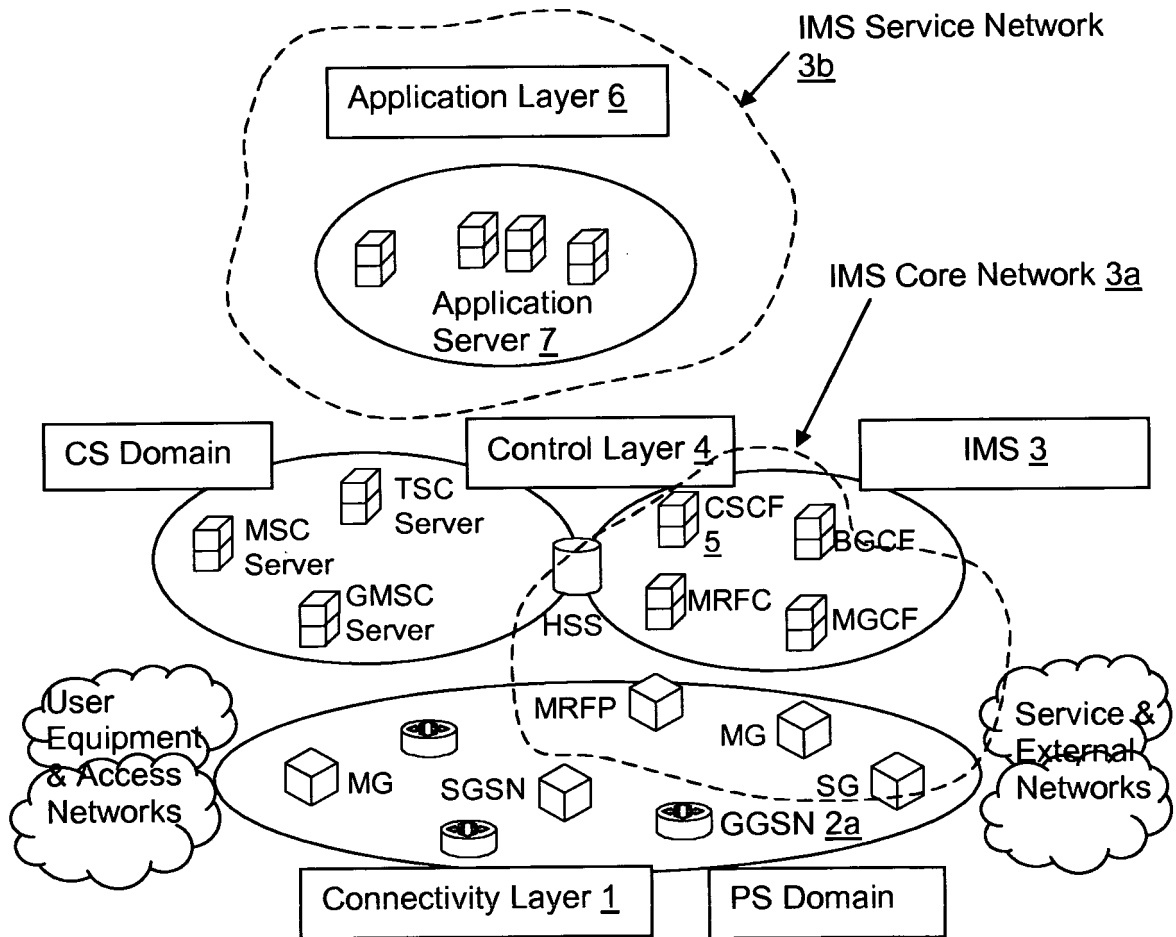 IMS Service Network
3b
Application Layer 6
Application
Server 7
IMS Core Network 3a
CS Domain
Control Layer 4
IMS 3
TSC
Server
MSC
Server
GMSC
Server
HSS
CSCF
5
BGCF
MRFC
MGCF
User
Equipment
& Access
Networks
MRFP
MG
SG
MG
SGSN
GGSN 2a
Service &
External
Networks
Connectivity Layer 1
PS Domain